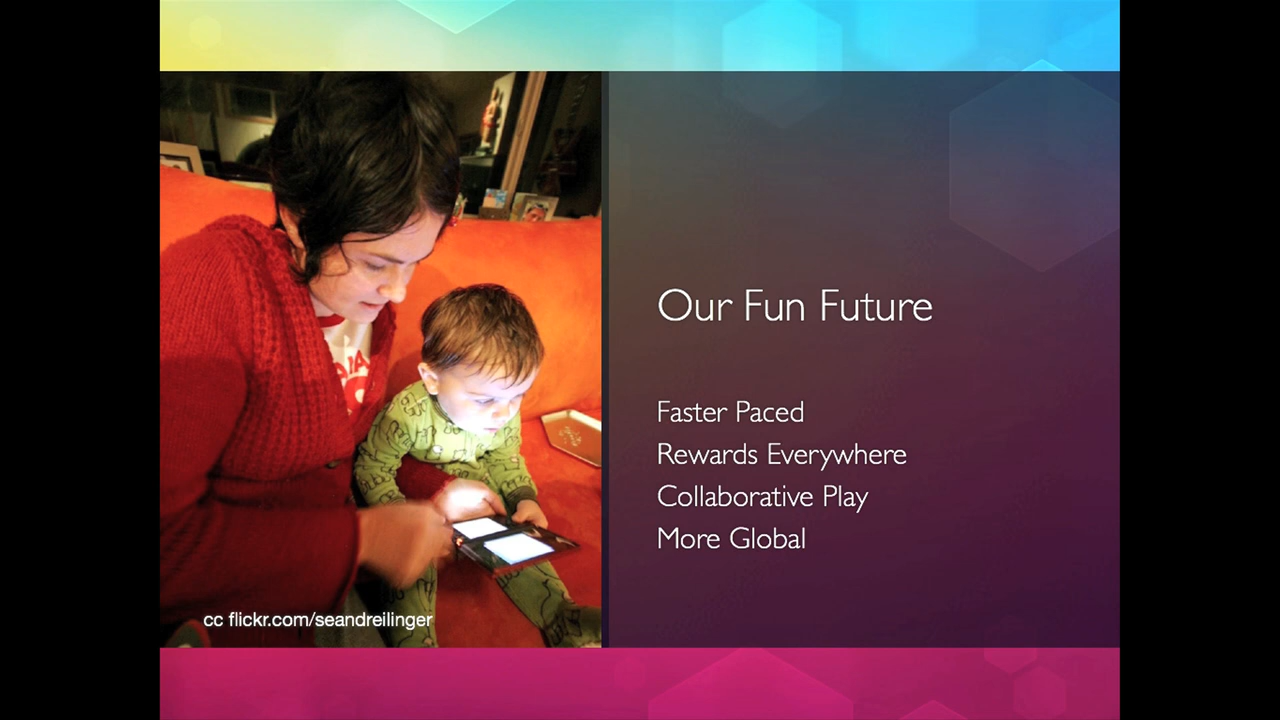 Our Fun Future
Faster Paced
Rewards Everywhere
Collaborative Play
More Global
cc flickr.com/seandreilinger